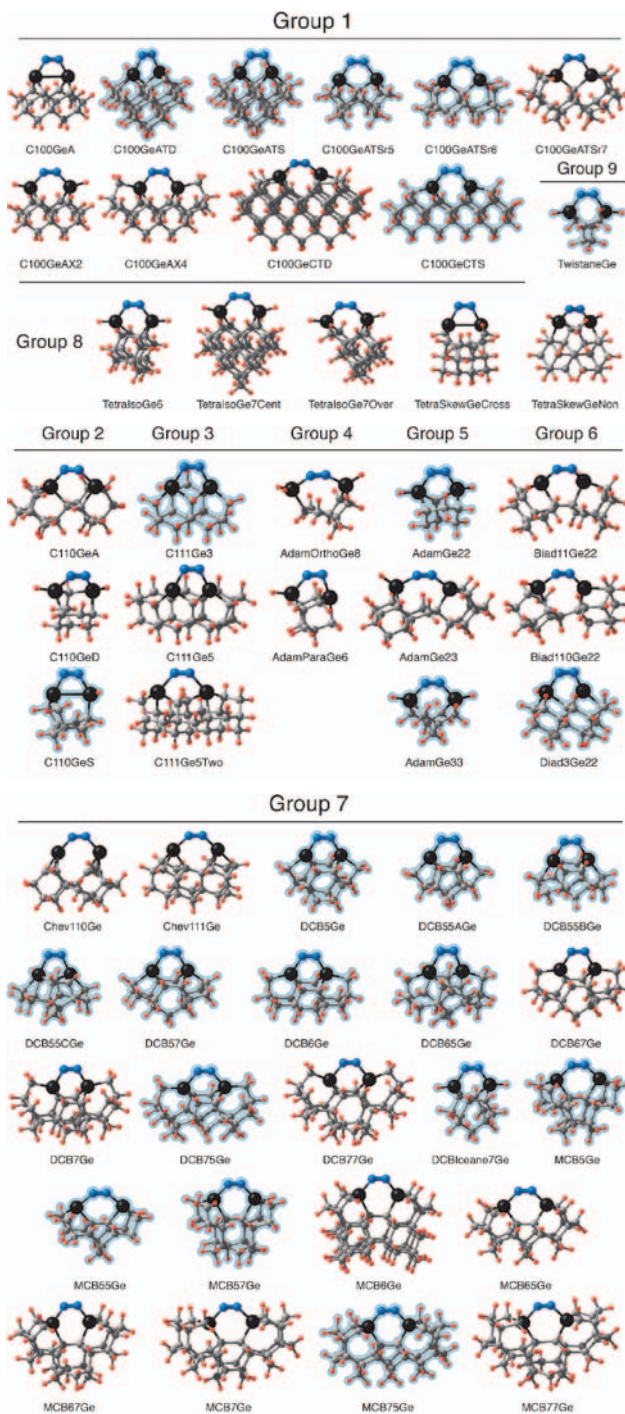 Group 1
C100GeA C100GeATD C100GeATS C100GeATSr5 C100GeATSr6 C100GeATSr7
Group 9
C100GeAX2 C100GeAX4 C100GeCTD C100GeCTS TwistaneGe
Group 8
TetraIsoGe6 TetraIsoGe7Cent TetraIsoGe7Over TetraSkewGeCross TetraSkewGeNon
Group 2 Group 3 Group 4 Group 5 Group 6
C110GeA C111Ge3 AdamOrthoGe8 AdamGe22 Biad11Ge22
C110GeD C111Ge5 AdamParaGe6 AdamGe23 Biad110Ge22
C110GeS C111Ge5Two AdamGe33 Diad3Ge22
Group 7
Chev110Ge Chev111Ge DCB5Ge DCB55AGe DCB55BGe
DCB55CGe DCB57Ge DCB6Ge DCB65Ge DCB67Ge
DCB7Ge DCB75Ge DCB77Ge DCBIceane7Ge MCB5Ge
MCB55Ge MCB57Ge MCB6Ge MCB65Ge
MCB67Ge MCB7Ge MCB75Ge MCB77Ge